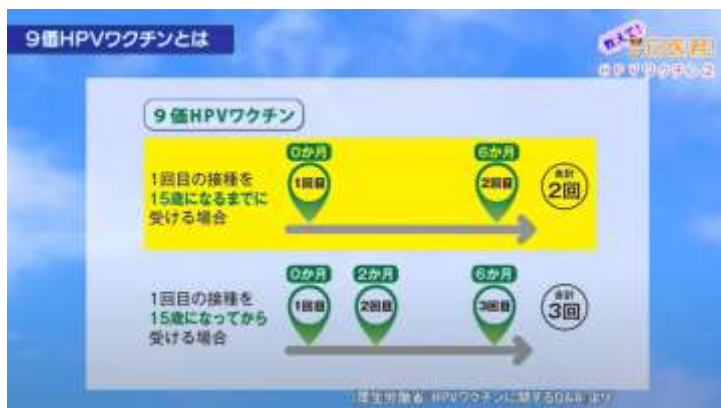 9価HPVワクチンとは
教えて!
HPVワクチン2
9価HPVワクチン
0か月
6か月
1回目の接種を
15歳になるまでに
受ける場合
1回目
2回目
合計
2回
0か月
2か月
6か月
1回目の接種を
15歳になってから
受ける場合
1回目
2回目
3回目
合計
3回
厚生労働省 HPVワクチンに関するQ&A より